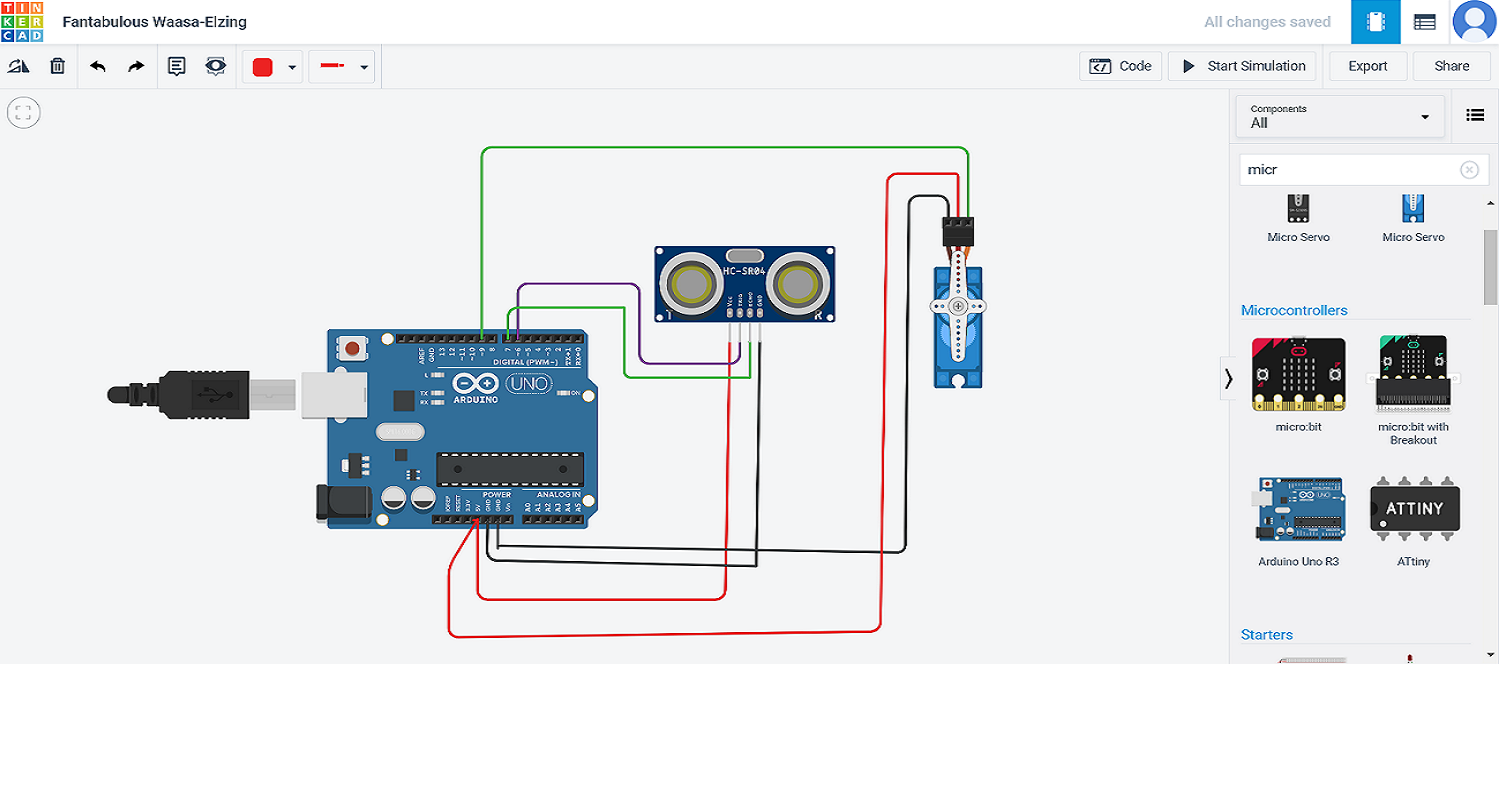 TIN
KER
CAD
Fantabulous Waasa-Elzing
All changes saved
Code
Start Simulation
Export
Share
Components
All
micr
Micro Servo
Micro Servo
Microcontrollers
micro:bit
micro:bit with
Breakout
Arduino Uno R3
ATTINY
ATtiny
Starters
HC-SR04
VCC
TRIG
ECHO
GND
T
R
AREF
GND
13
12
~11
~10
~9
8
7
~6
~5
4
~3
2
TX→1
RX←0
DIGITAL (PWM~)
L
TX
RX
UNO
ARDUINO
ON
POWER
ANALOG IN
IOREF
RESET
3.3V
5V
GND
GND
Vin
A0
A1
A2
A3
A4
A5